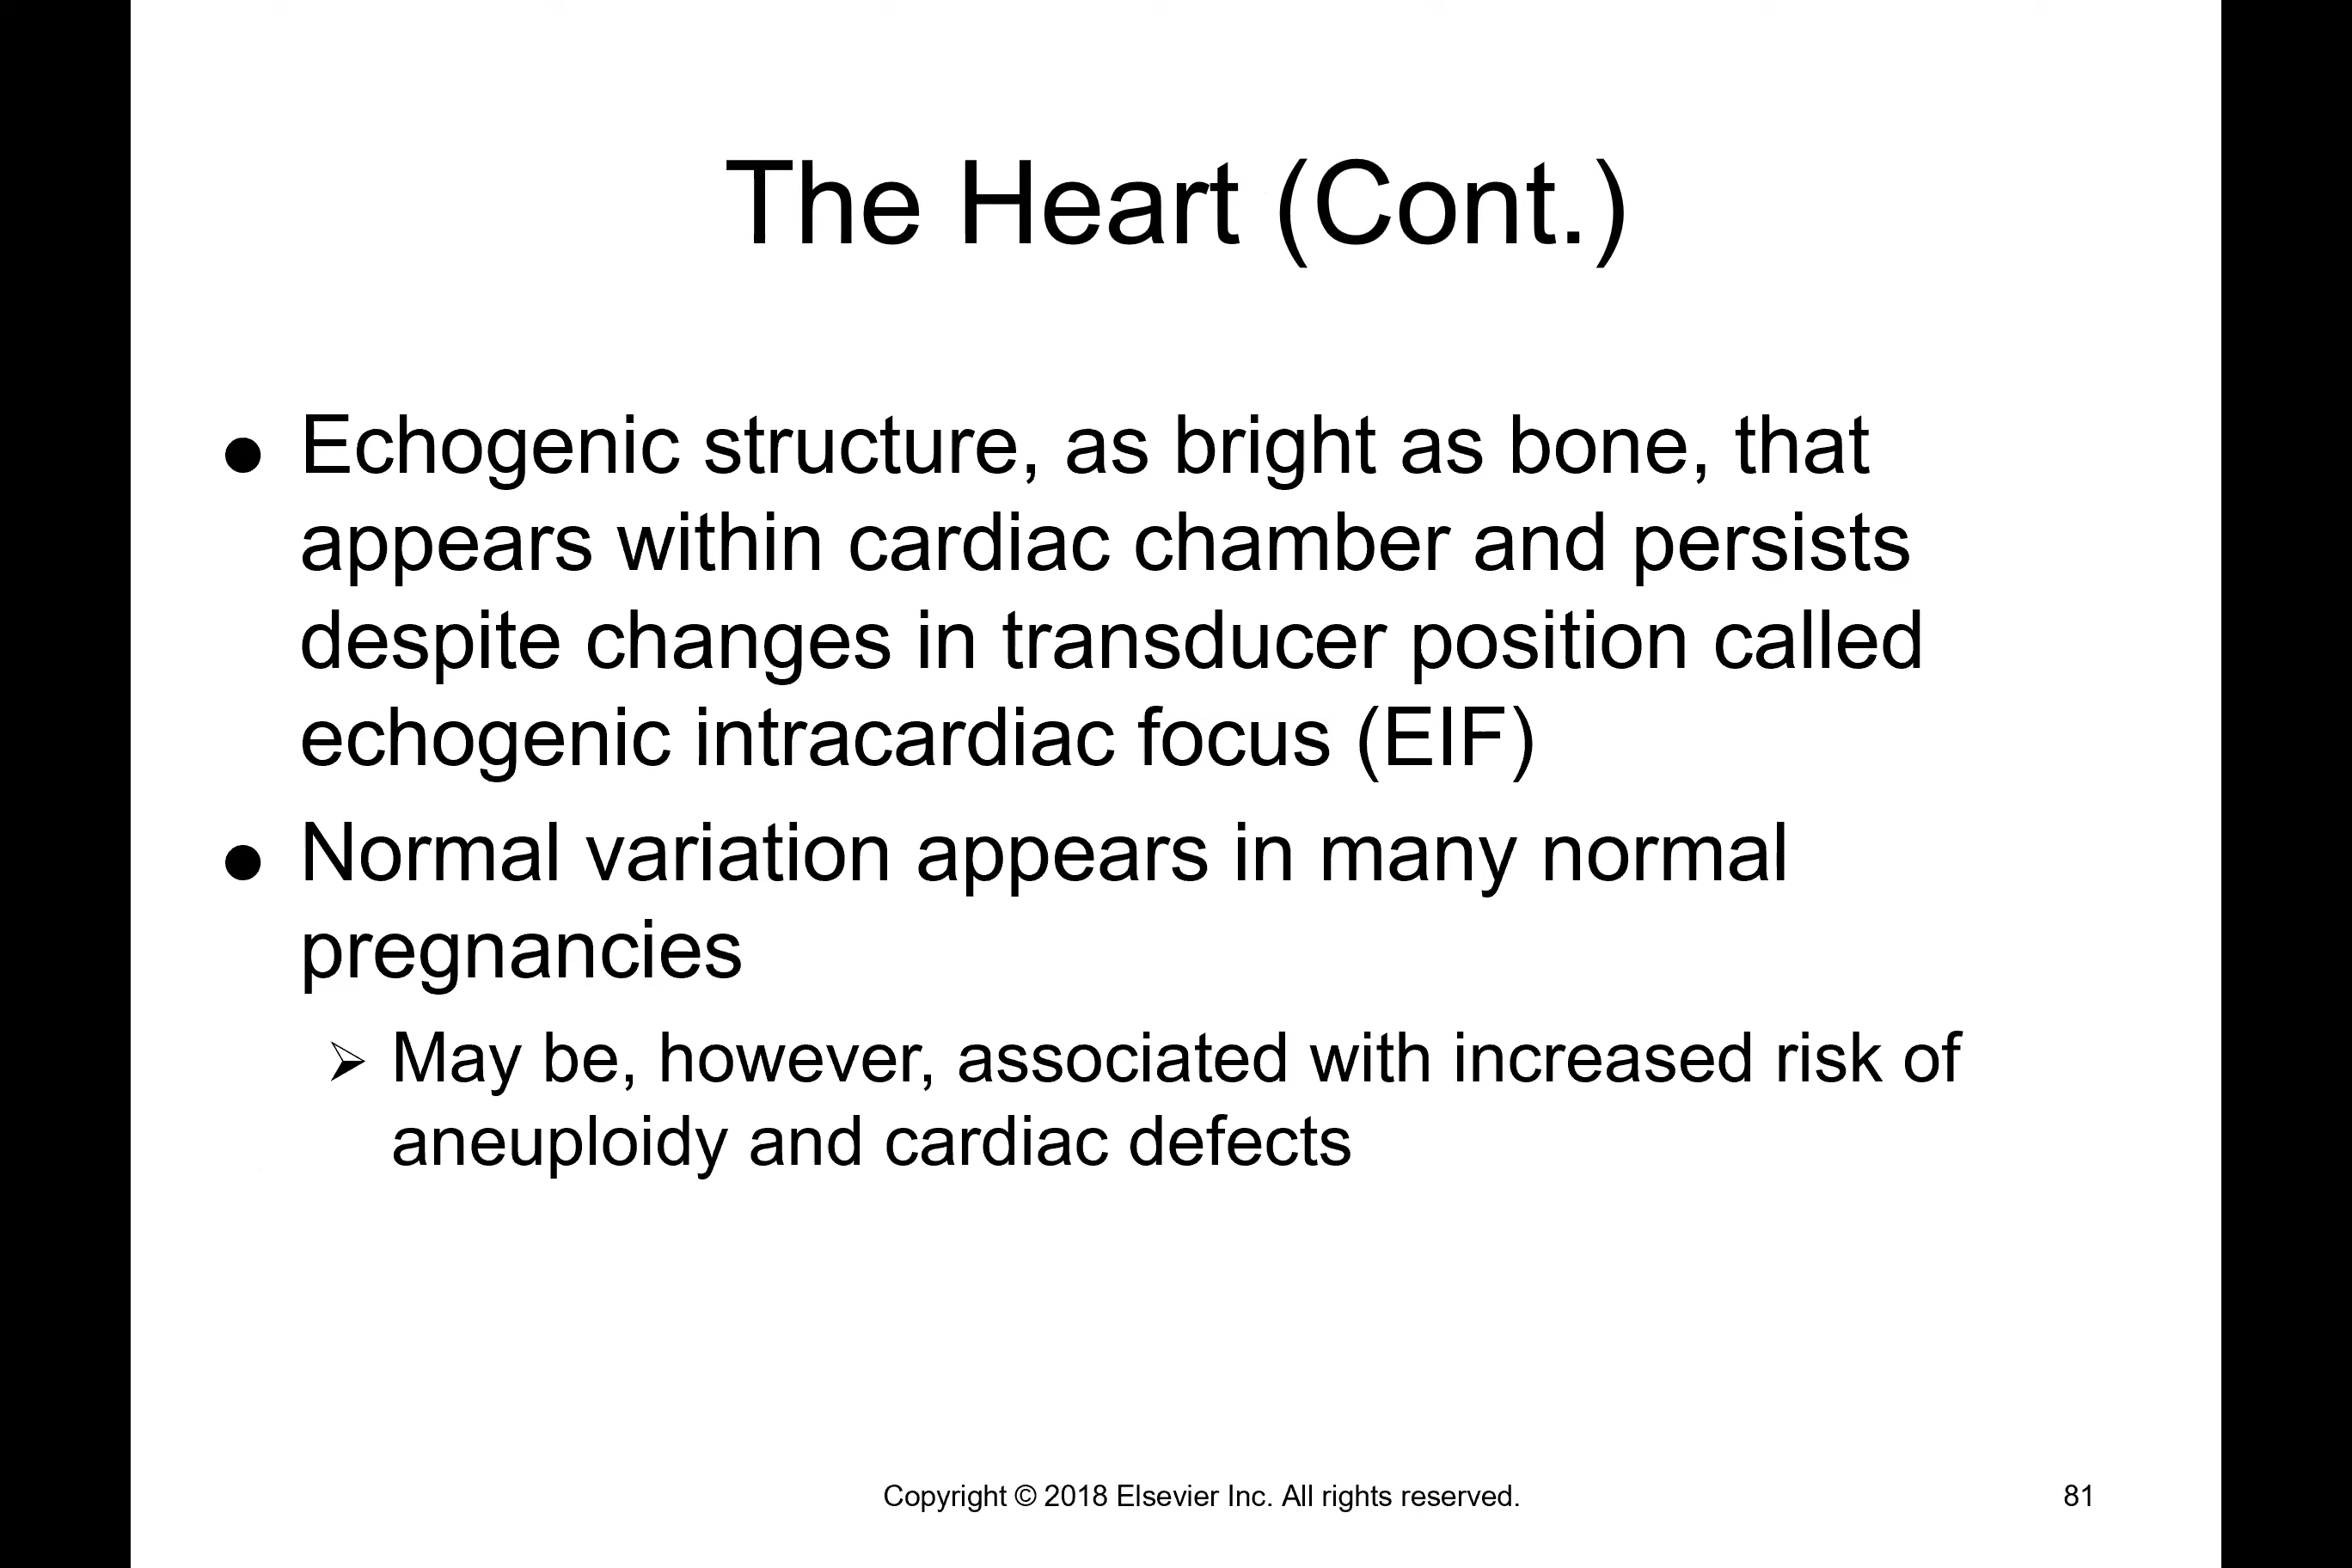 The Heart (Cont.)
● Echogenic structure, as bright as bone, that
appears within cardiac chamber and persists
despite changes in transducer position called
echogenic intracardiac focus (EIF)
● Normal variation appears in many normal
pregnancies
➢ May be, however, associated with increased risk of
aneuploidy and cardiac defects
Copyright © 2018 Elsevier Inc. All rights reserved.
81